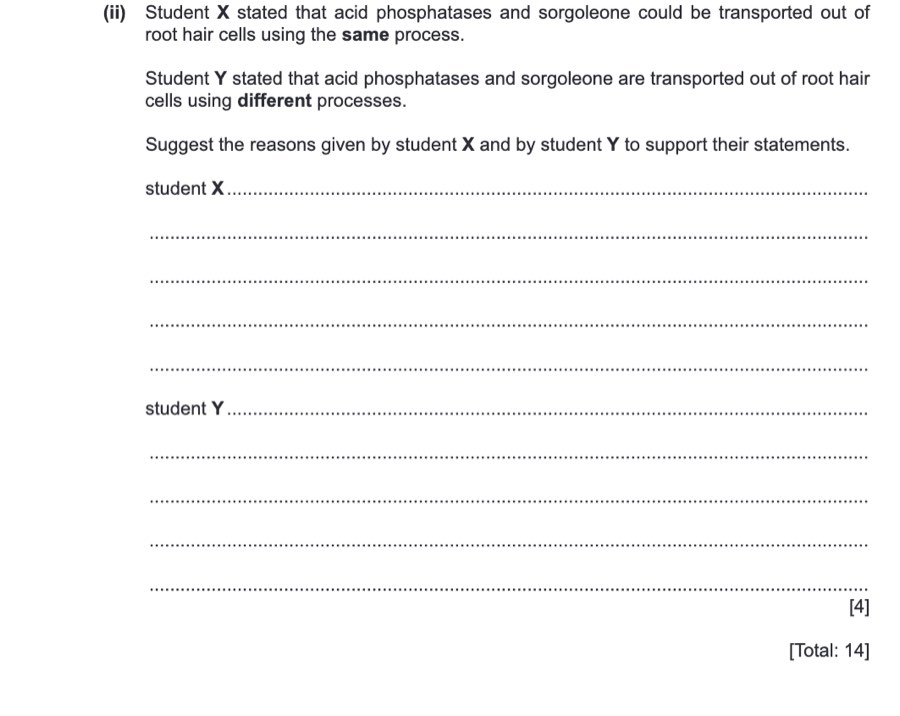 (ii) Student X stated that acid phosphatases and sorgoleone could be transported out of
root hair cells using the same process.
Student Y stated that acid phosphatases and sorgoleone are transported out of root hair
cells using different processes.
Suggest the reasons given by student X and by student Y to support their statements.
student X
student Y
[4]
[Total: 14]